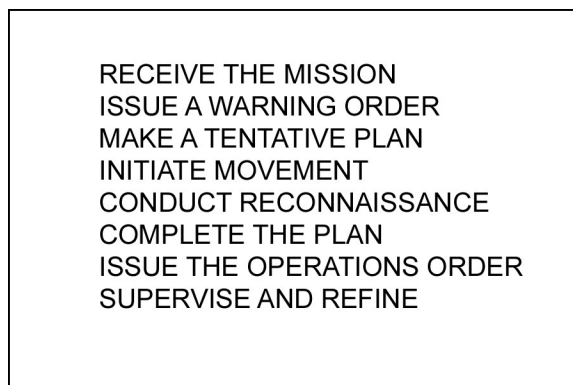 RECEIVE THE MISSION
ISSUE A WARNING ORDER
MAKE A TENTATIVE PLAN
INITIATE MOVEMENT
CONDUCT RECONNAISSANCE
COMPLETE THE PLAN
ISSUE THE OPERATIONS ORDER
SUPERVISE AND REFINE